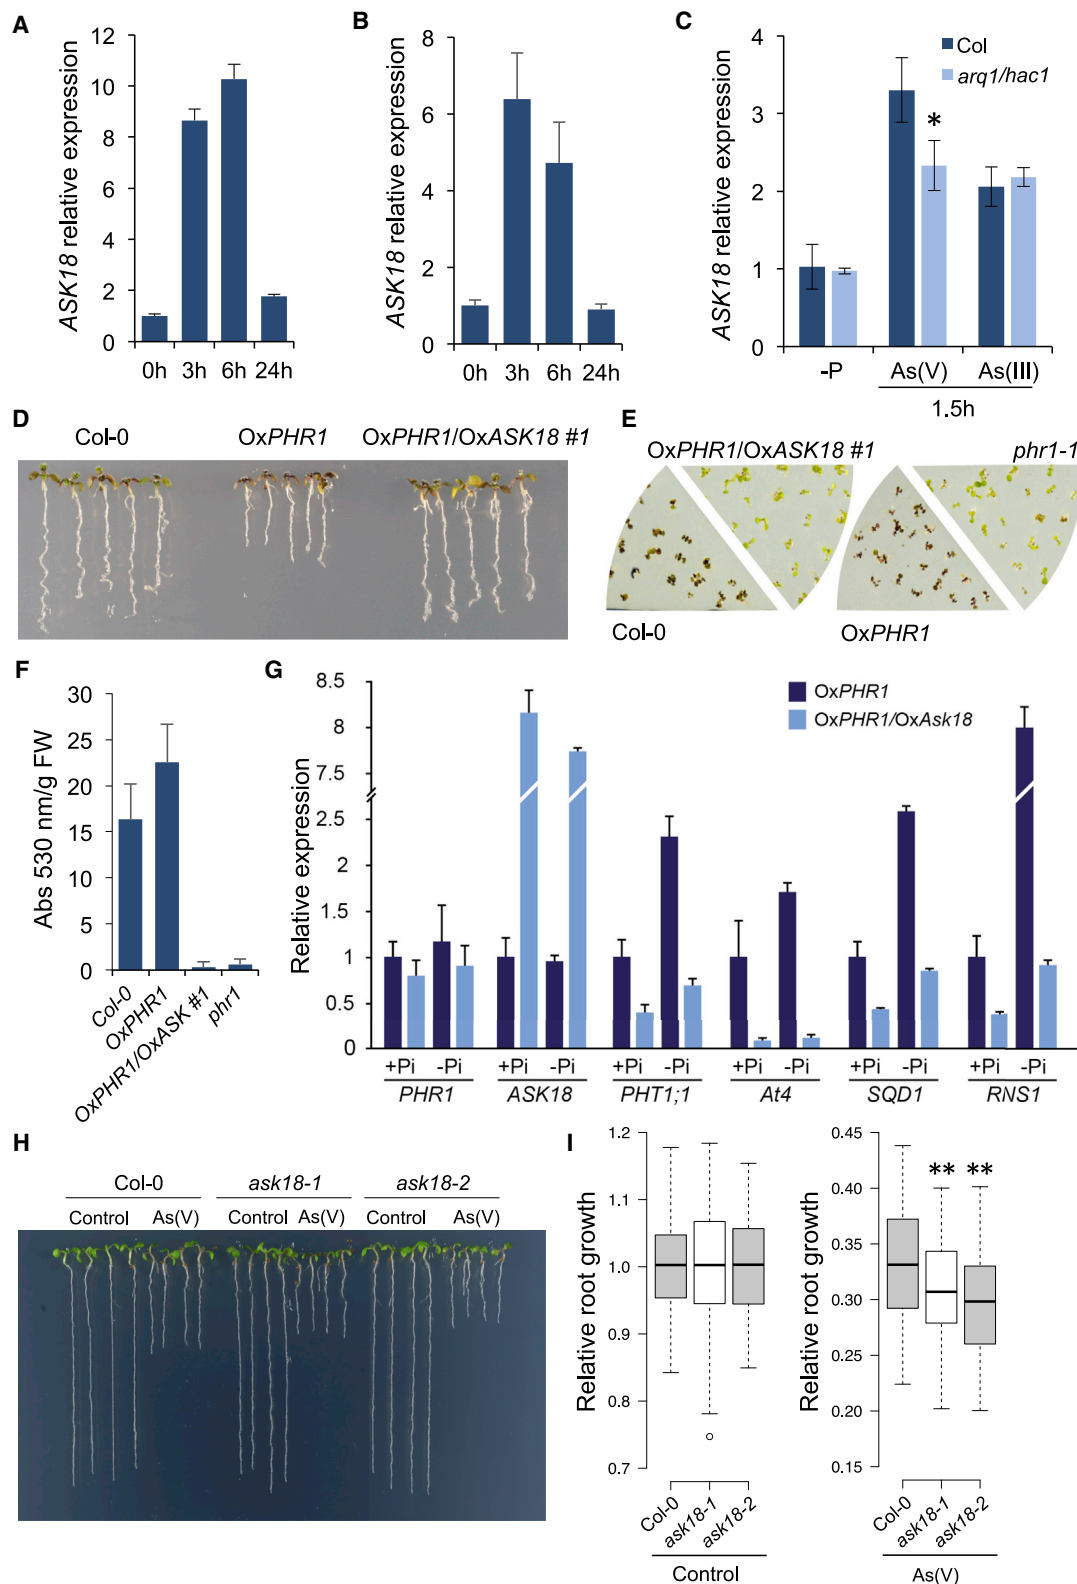 A
ASK18 relative expression
12
10
8
6
4
2
0
0h 3h 6h 24h
B
ASK18 relative expression
8
6
4
2
0
0h 3h 6h 24h
C
ASK18 relative expression
4
3
2
1
0
Col
arq1/hac1
*
-P As(V) As(III)
1.5h
D
Col-0 OxPHR1 OxPHR1/OxASK18 #1
E
OxPHR1/OxASK18 #1 phr1-1
Col-0 OxPHR1
F
Abs 530 nm/g FW
30
25
20
15
10
5
0
Col-0
OxPHR1
OxPHR1/OxASK #1
phr1
G
Relative expression
8.5
8
7.5
2.5
2
1.5
1
0.5
0
OxPHR1
OxPHR1/OxAsk18
+Pi -Pi +Pi -Pi +Pi -Pi +Pi -Pi +Pi -Pi +Pi -Pi
PHR1 ASK18 PHT1;1 At4 SQD1 RNS1
H
Col-0 ask18-1 ask18-2
Control As(V) Control As(V) Control As(V)
I
Relative root growth
1.2
1.1
1.0
0.9
0.8
0.7
Col-0
ask18-1
ask18-2
Control
Relative root growth
0.45
0.40
0.35
0.30
0.25
0.20
0.15
** **
Col-0
ask18-1
ask18-2
As(V)